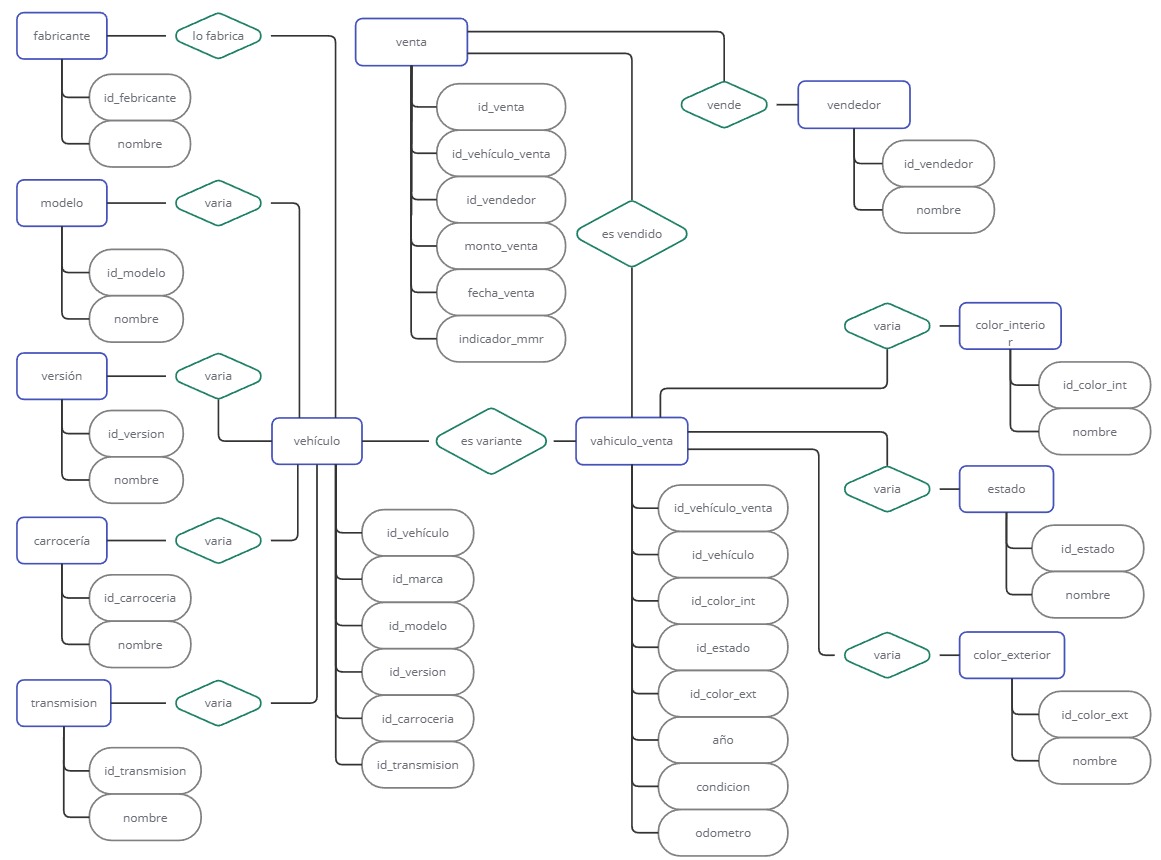 fabricante
lo fabrica
id_febricante
nombre
modelo
varia
id_modelo
nombre
versión
varia
id_version
nombre
carrocería
varia
id_carroceria
nombre
transmision
varia
id_transmision
nombre
venta
id_venta
id_vehículo_venta
id_vendedor
monto_venta
fecha_venta
indicador_mmr
vende
vendedor
id_vendedor
nombre
es vendido
vehículo
id_vehículo
id_marca
id_modelo
id_version
id_carroceria
id_transmision
es variante
vahiculo_venta
id_vehículo_venta
id_vehículo
id_color_int
id_estado
id_color_ext
año
condicion
odometro
varia
color_interio
r
id_color_int
nombre
varia
estado
id_estado
nombre
varia
color_exterior
id_color_ext
nombre